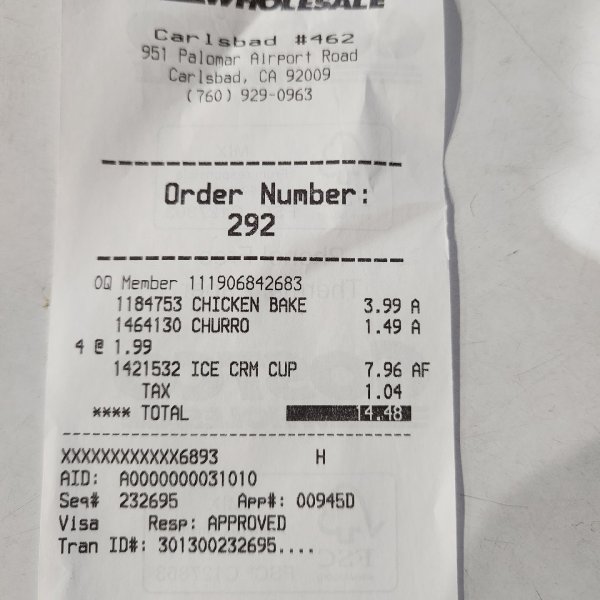 WHOLESALE
Carlsbad #462
951 Palomar Airport Road
Carlsbad, CA 92009
(760) 929-0963
Order Number:
292
OQ Member 111906842683
1184753 CHICKEN BAKE 3.99 A
1464130 CHURRO 1.49 A
4 @ 1.99
1421532 ICE CRM CUP 7.96 AF
TAX 1.04
**** TOTAL 14.48
XXXXXXXXXXXX6893 H
AID: A0000000031010
Seq# 232695 App#: 00945D
Visa Resp: APPROVED
Tran ID#: 301300232695....